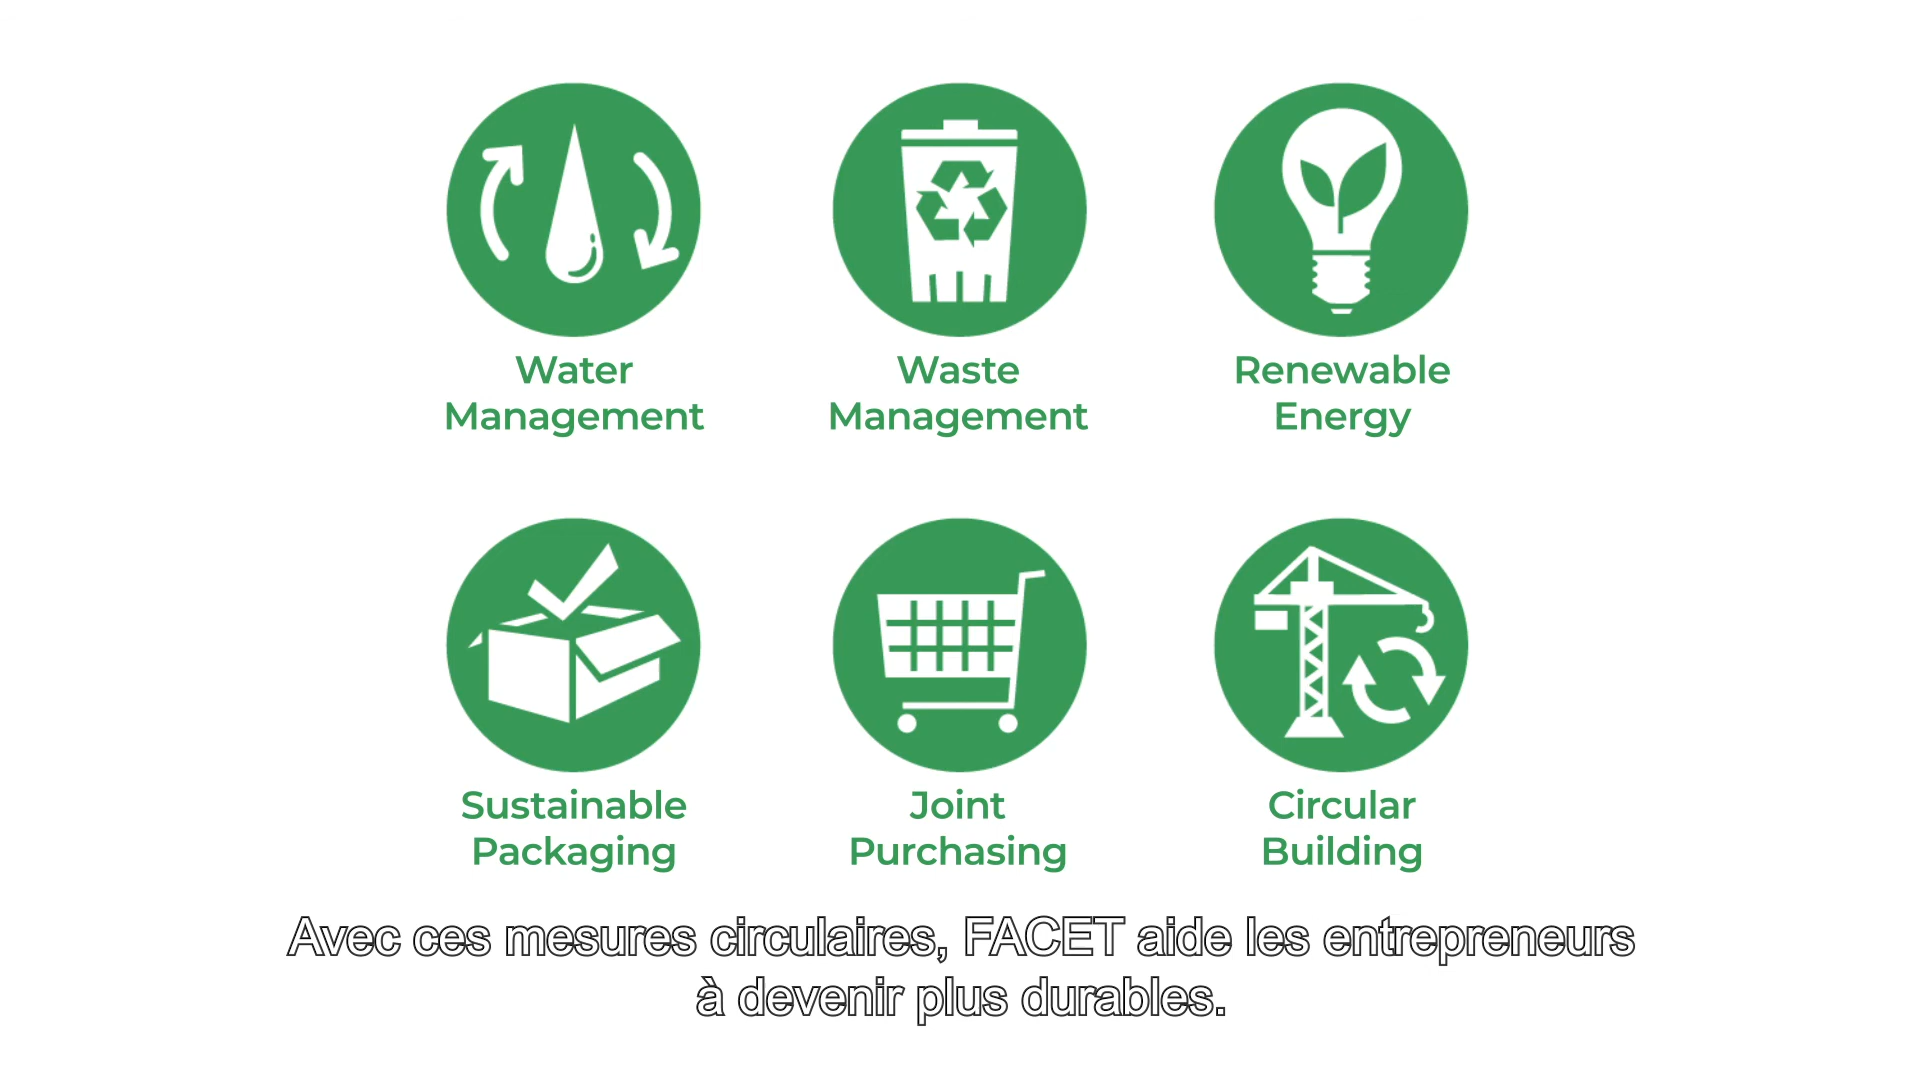 Water
Management
Waste
Management
Renewable
Energy
Sustainable
Packaging
Joint
Purchasing
Circular
Building
Avec ces mesures circulaires, FACET aide les entrepreneurs
à devenir plus durables.